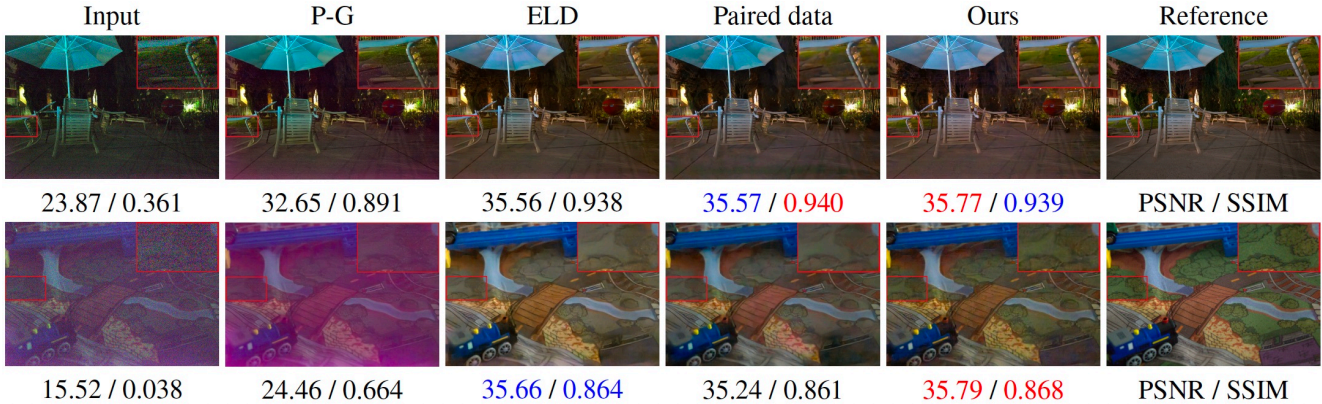 Input P-G ELD Paired data Ours Reference
23.87 / 0.361 32.65 / 0.891 35.56 / 0.938 35.57 / 0.940 35.77 / 0.939 PSNR / SSIM
15.52 / 0.038 24.46 / 0.664 35.66 / 0.864 35.24 / 0.861 35.79 / 0.868 PSNR / SSIM